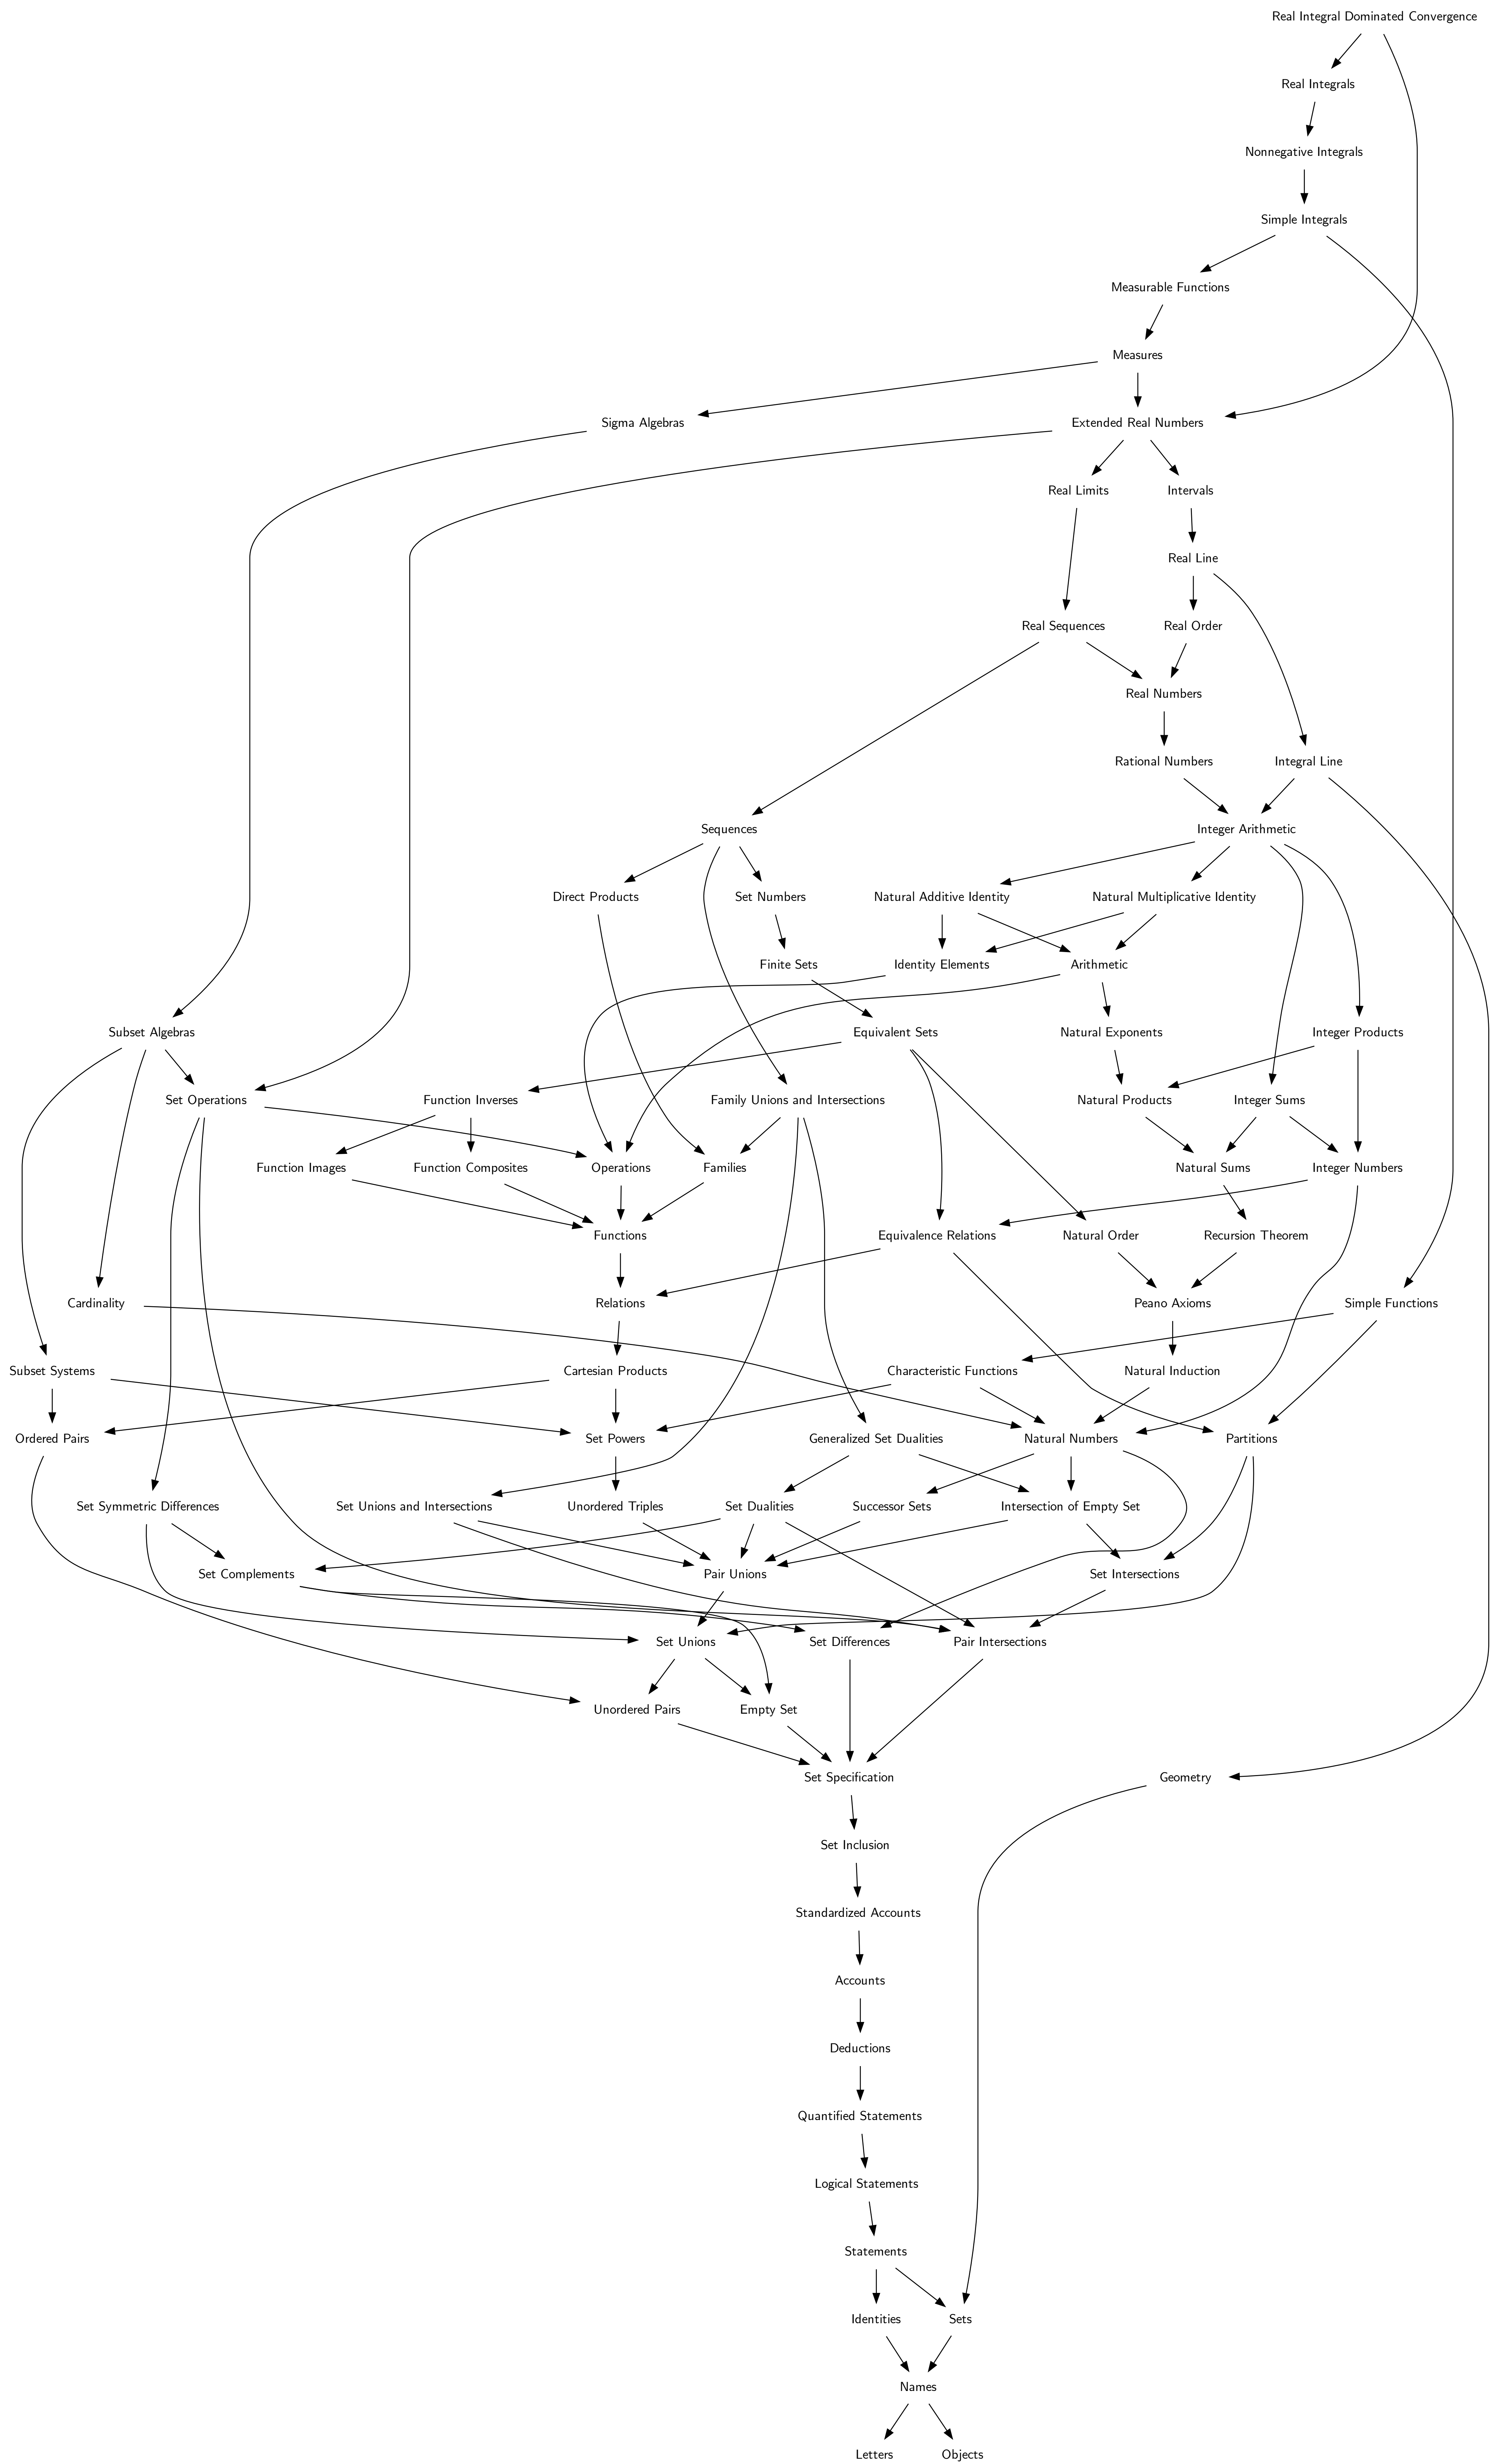 Real Integral Dominated Convergence
Real Integrals
Nonnegative Integrals
Simple Integrals
Measurable Functions
Measures
Sigma Algebras
Extended Real Numbers
Real Limits
Intervals
Real Line
Real Sequences
Real Order
Real Numbers
Rational Numbers
Integral Line
Sequences
Integer Arithmetic
Direct Products
Set Numbers
Natural Additive Identity
Natural Multiplicative Identity
Finite Sets
Identity Elements
Arithmetic
Subset Algebras
Equivalent Sets
Natural Exponents
Integer Products
Set Operations
Function Inverses
Family Unions and Intersections
Natural Products
Integer Sums
Function Images
Function Composites
Operations
Families
Natural Sums
Integer Numbers
Functions
Equivalence Relations
Natural Order
Recursion Theorem
Cardinality
Relations
Peano Axioms
Simple Functions
Subset Systems
Cartesian Products
Characteristic Functions
Natural Induction
Ordered Pairs
Set Powers
Generalized Set Dualities
Natural Numbers
Partitions
Set Symmetric Differences
Set Unions and Intersections
Unordered Triples
Set Dualities
Successor Sets
Intersection of Empty Set
Set Complements
Pair Unions
Set Intersections
Set Unions
Set Differences
Pair Intersections
Unordered Pairs
Empty Set
Set Specification
Geometry
Set Inclusion
Standardized Accounts
Accounts
Deductions
Quantified Statements
Logical Statements
Statements
Identities
Sets
Names
Letters
Objects